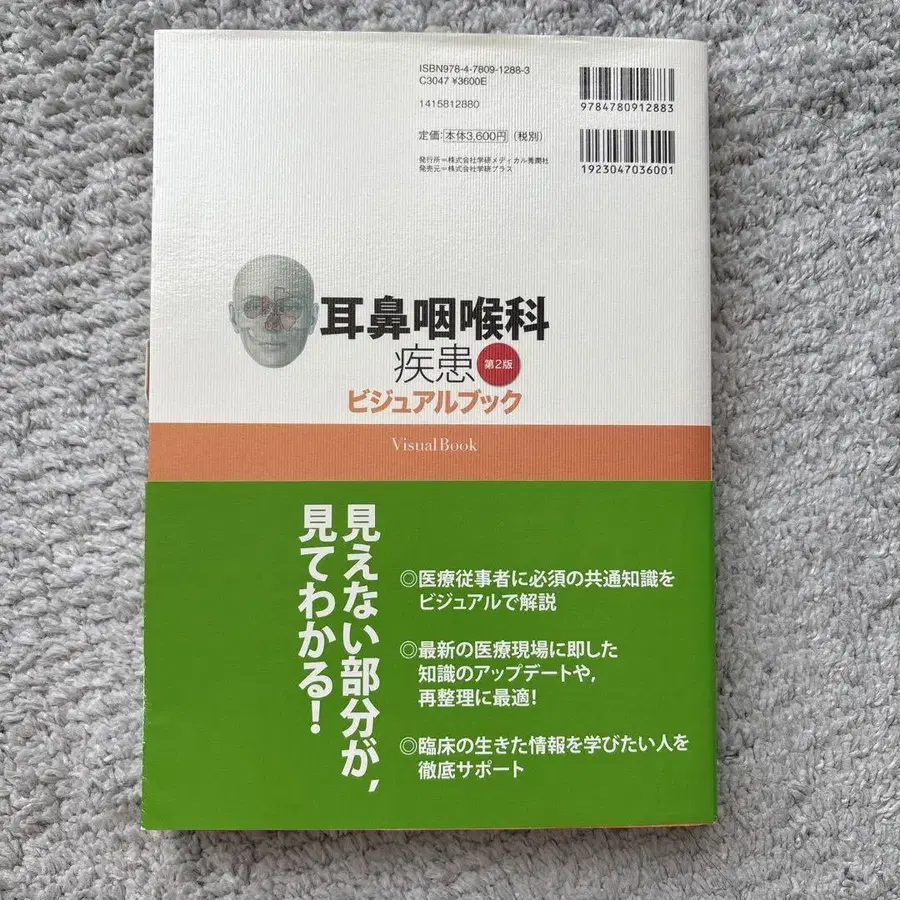 ISBN978-4-7809-1288-3
C3047 ¥3600E
1415812880
定価：本体3,600円（税別）
発行所＝株式会社学研メディカル秀潤社
発売元＝株式会社学研プラス
9784780912883
1923047036001
耳鼻咽喉科
疾患 第2版
ビジュアルブック
Visual Book
見えない部分が，
見てわかる！
◎医療従事者に必須の共通知識を
ビジュアルで解説
◎最新の医療現場に即した
知識のアップデートや，
再整理に最適！
◎臨床の生きた情報を学びたい人を
徹底サポート